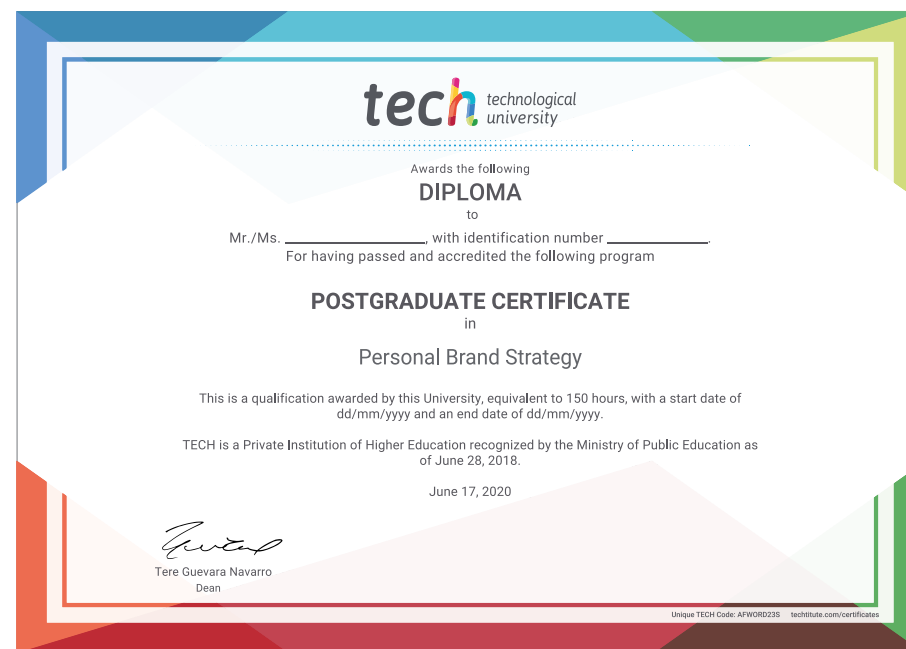 tech technological
university
Awards the following
DIPLOMA
to
Mr./Ms. ____________________, with identification number ______________.
For having passed and accredited the following program
POSTGRADUATE CERTIFICATE
in
Personal Brand Strategy
This is a qualification awarded by this University, equivalent to 150 hours, with a start date of
dd/mm/yyyy and an end date of dd/mm/yyyy.
TECH is a Private Institution of Higher Education recognized by the Ministry of Public Education as
of June 28, 2018.
June 17, 2020
Tere Guevara Navarro
Dean
Unique TECH Code: AFWORD23S techtitute.com/certificates